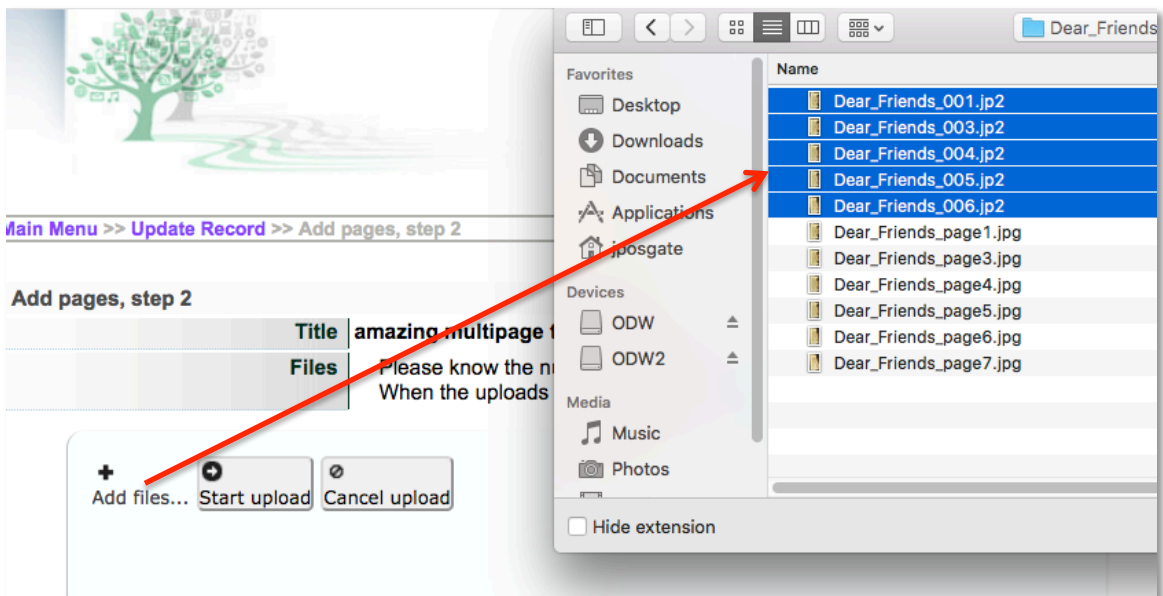 Main Menu >> Update Record >> Add pages, step 2
Add pages, step 2
Title amazing multipage
Files Please know the
When the uploads
Add files...
Start upload
Cancel upload
Dear_Friends
Favorites
Desktop
Downloads
Documents
Applications
jposgate
Devices
ODW
ODW2
Media
Music
Photos
Name
Dear_Friends_001.jp2
Dear_Friends_003.jp2
Dear_Friends_004.jp2
Dear_Friends_005.jp2
Dear_Friends_006.jp2
Dear_Friends_page1.jpg
Dear_Friends_page3.jpg
Dear_Friends_page4.jpg
Dear_Friends_page5.jpg
Dear_Friends_page6.jpg
Dear_Friends_page7.jpg
Hide extension